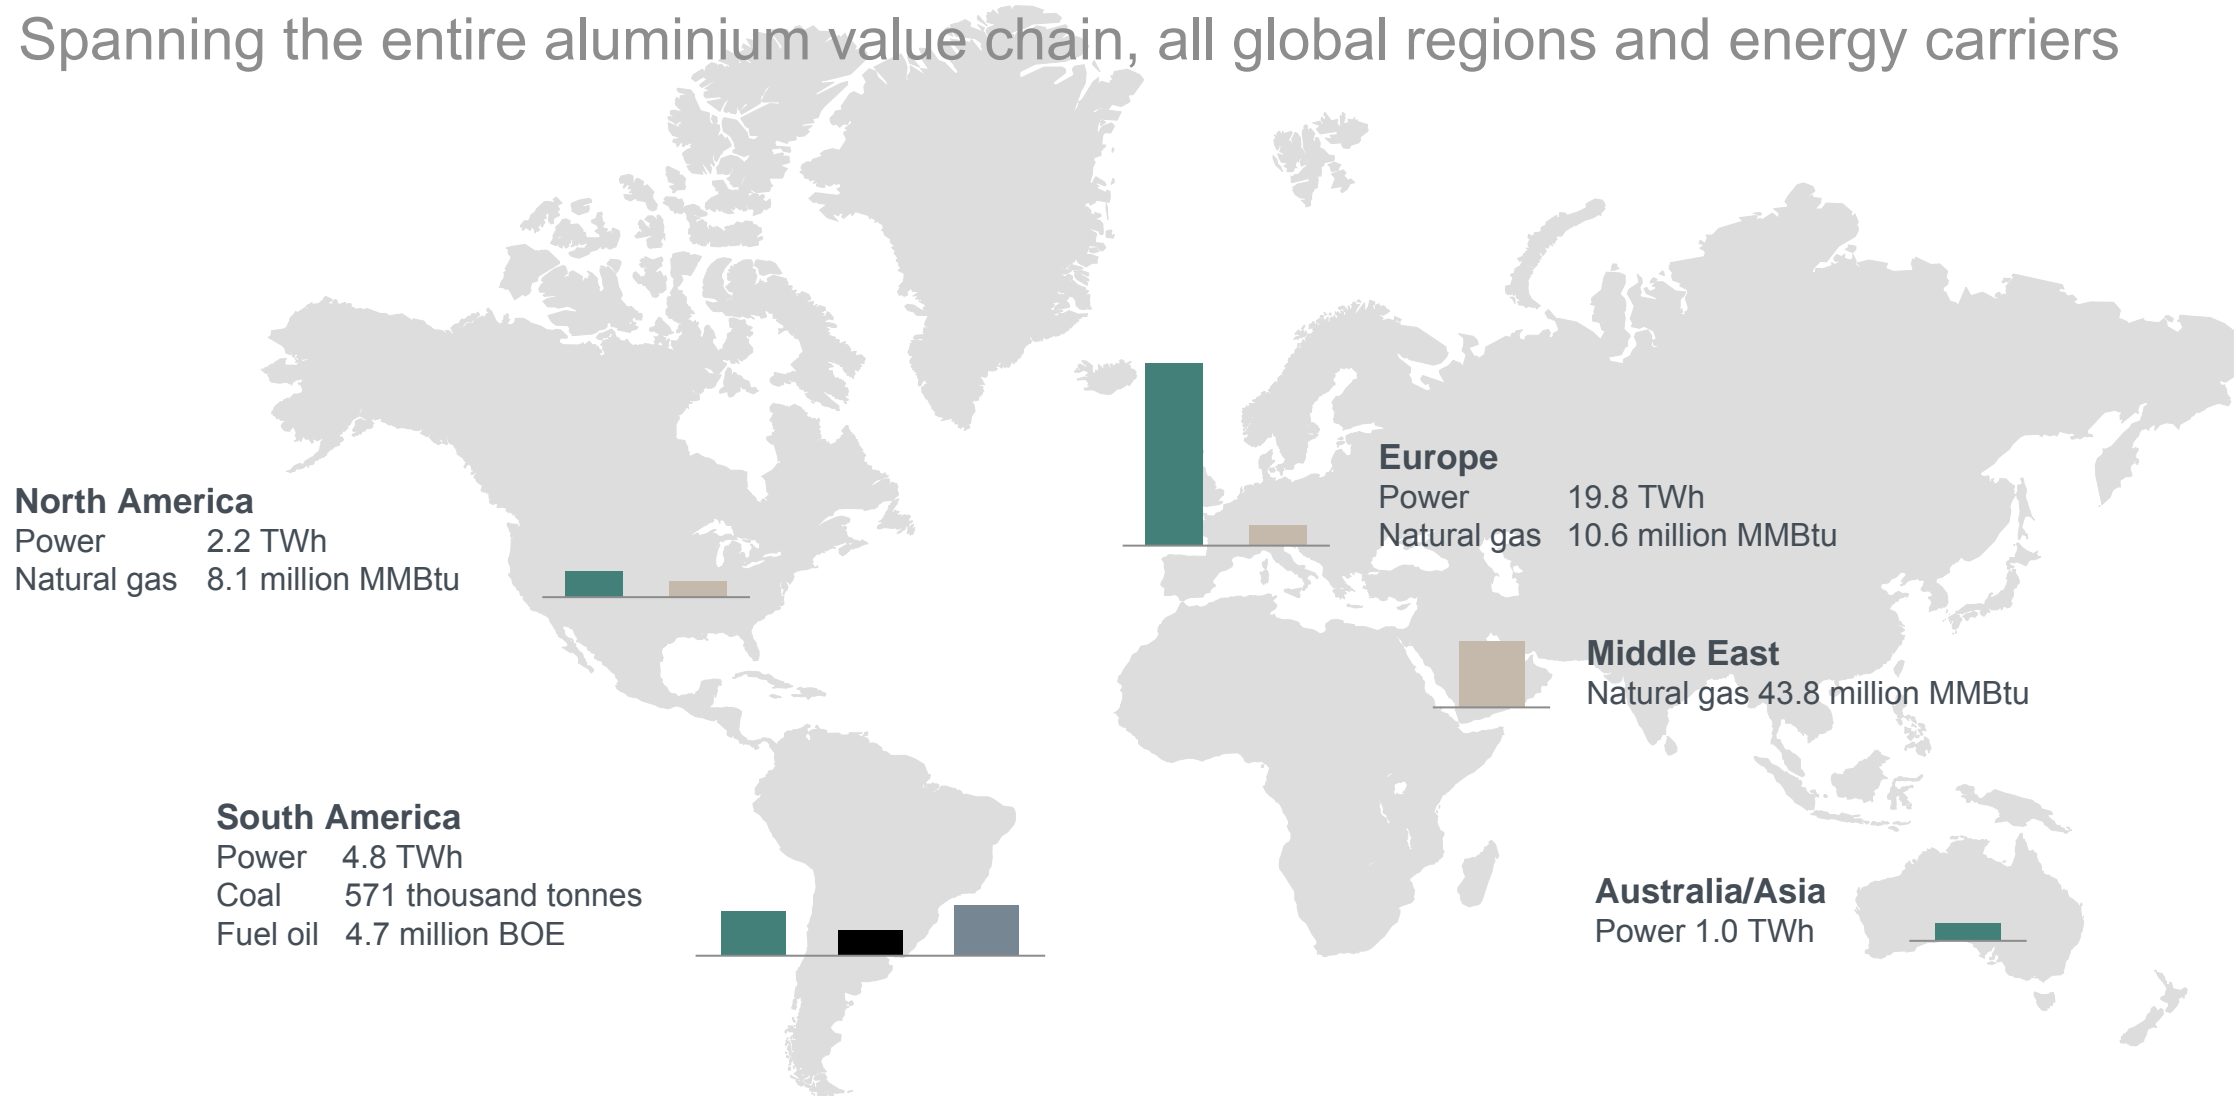 Spanning the entire aluminium value chain, all global regions and energy carriers
North America
Power 2.2 TWh
Natural gas 8.1 million MMBtu
Europe
Power 19.8 TWh
Natural gas 10.6 million MMBtu
Middle East
Natural gas 43.8 million MMBtu
South America
Power 4.8 TWh
Coal 571 thousand tonnes
Fuel oil 4.7 million BOE
Australia/Asia
Power 1.0 TWh